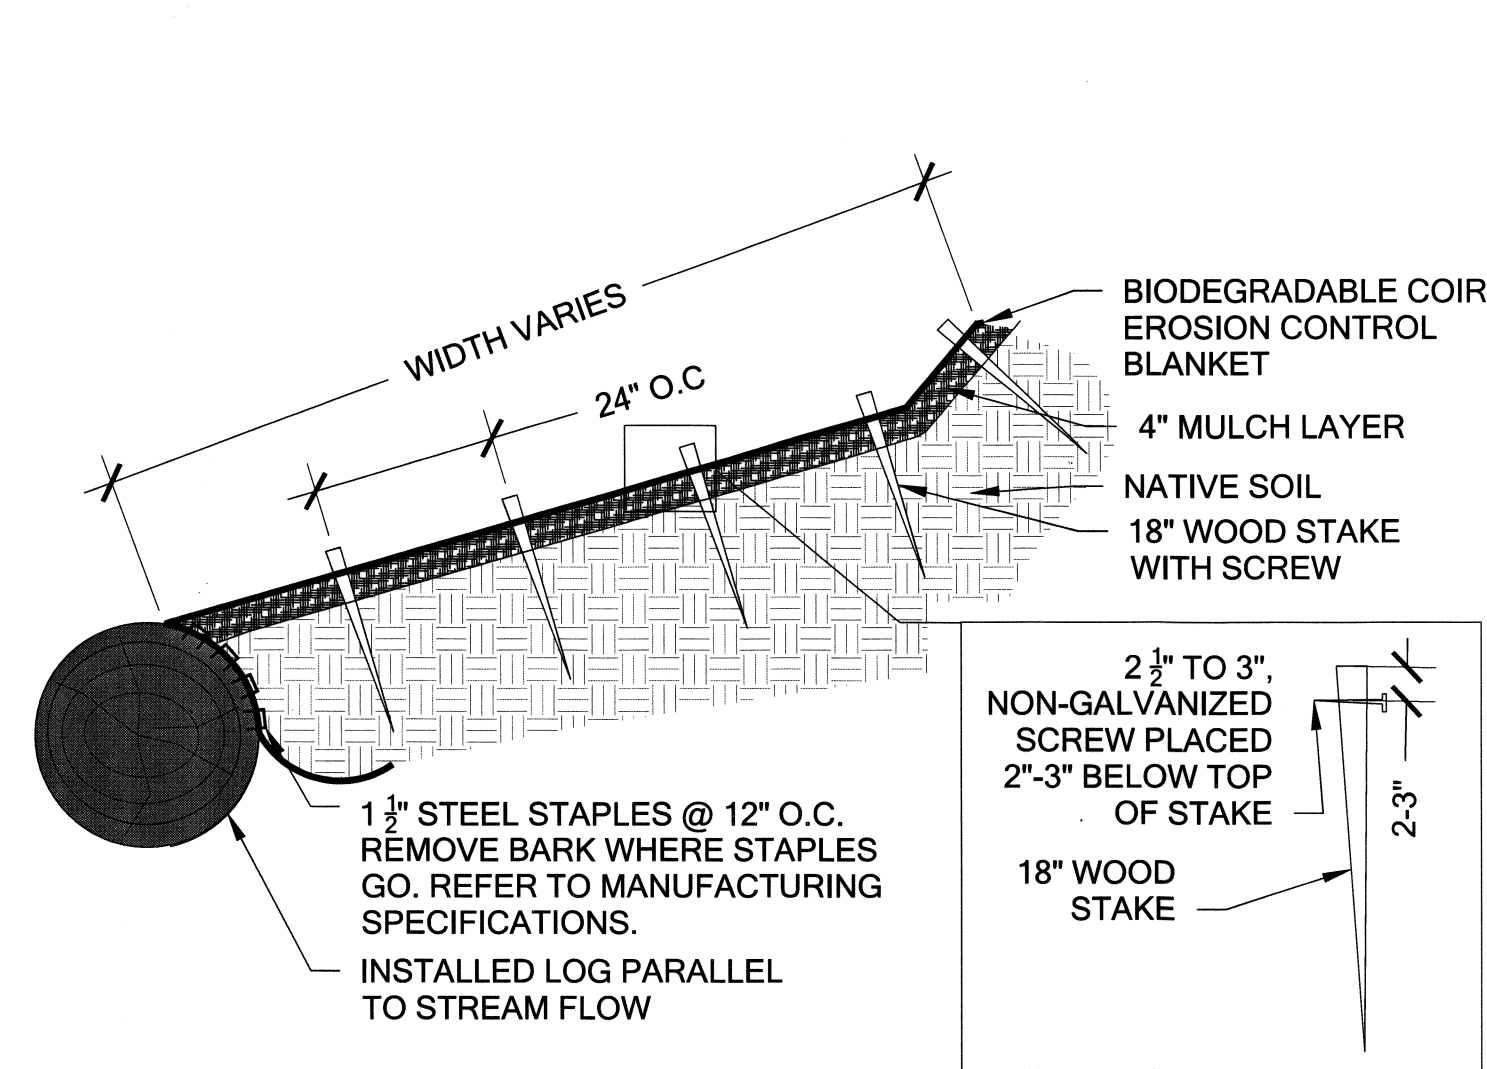 WIDTH VARIES
24" O.C
BIODEGRADABLE COIR
EROSION CONTROL
BLANKET
4" MULCH LAYER
NATIVE SOIL
18" WOOD STAKE
WITH SCREW
2 1/2" TO 3",
NON-GALVANIZED
SCREW PLACED
2"-3" BELOW TOP
OF STAKE
2-3"
18" WOOD
STAKE
1 1/2" STEEL STAPLES @ 12" O.C.
REMOVE BARK WHERE STAPLES
GO. REFER TO MANUFACTURING
SPECIFICATIONS.
INSTALLED LOG PARALLEL
TO STREAM FLOW